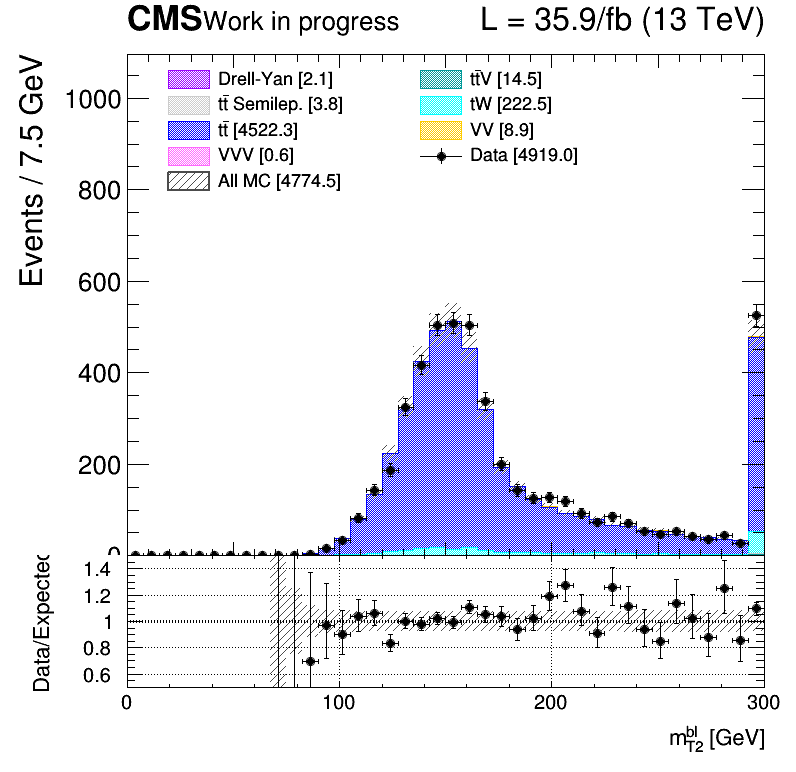 CMS Work in progress L = 35.9/fb (13 TeV)
Events / 7.5 GeV
1000
800
600
400
200
0
Drell-Yan [2.1]
tt̄ Semilep. [3.8]
tt̄ [4522.3]
VVV [0.6]
All MC [4774.5]
tt̄V [14.5]
tW [222.5]
VV [8.9]
Data [4919.0]
Data/Expected
1.4
1.2
1
0.8
0.6
0 100 200 300
m_T2^bl [GeV]